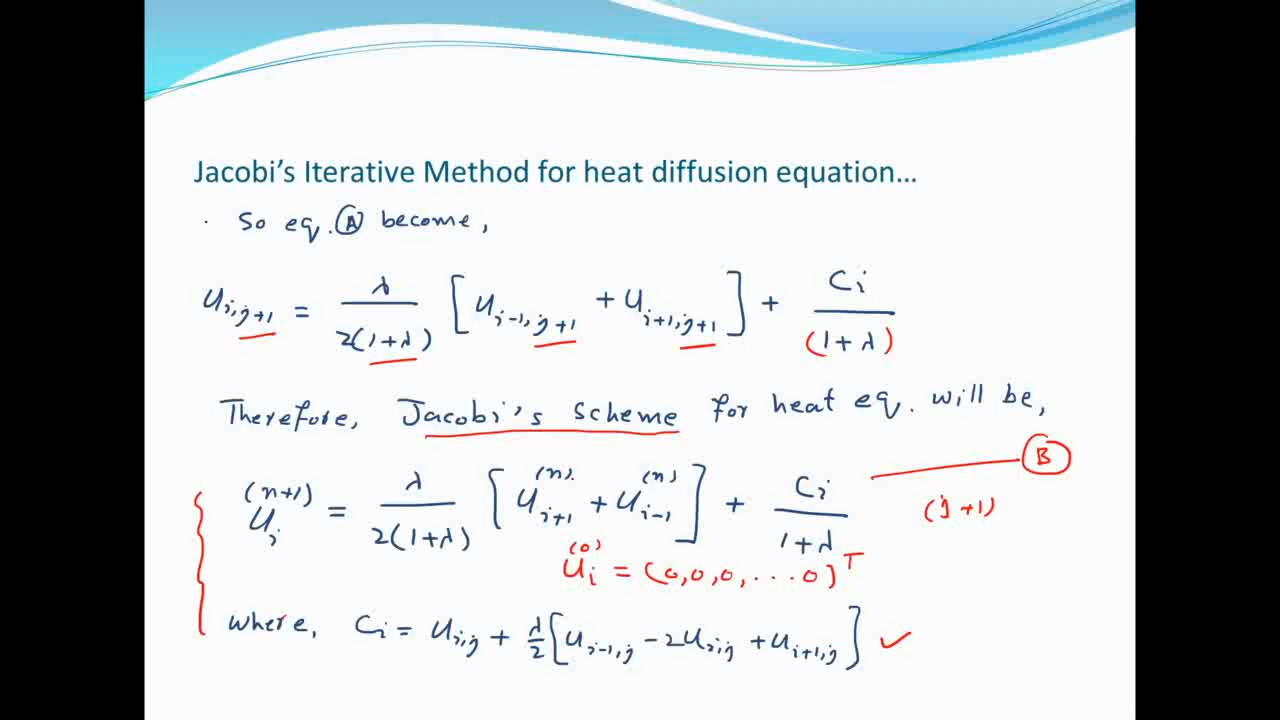 Jacobi's Iterative Method for heat diffusion equation…
· So eq. Ⓐ become,
u_{i,j+1} = λ/2(1+λ) [u_{i-1,j+1} + u_{i+1,j+1}] + C_i/(1+λ)
Therefore, Jacobi's scheme for heat eq. will be,
u_i^{(n+1)} = λ/2(1+λ) [u_{i+1}^{(n)} + u_{i-1}^{(n)}] + C_i/1+λ Ⓑ
(j+1)
u_i^{(0)} = (0,0,0,...0)^T
where, C_i = u_{i,j} + λ/2 [u_{i-1,j} - 2u_{i,j} + u_{i+1,j}] ✓